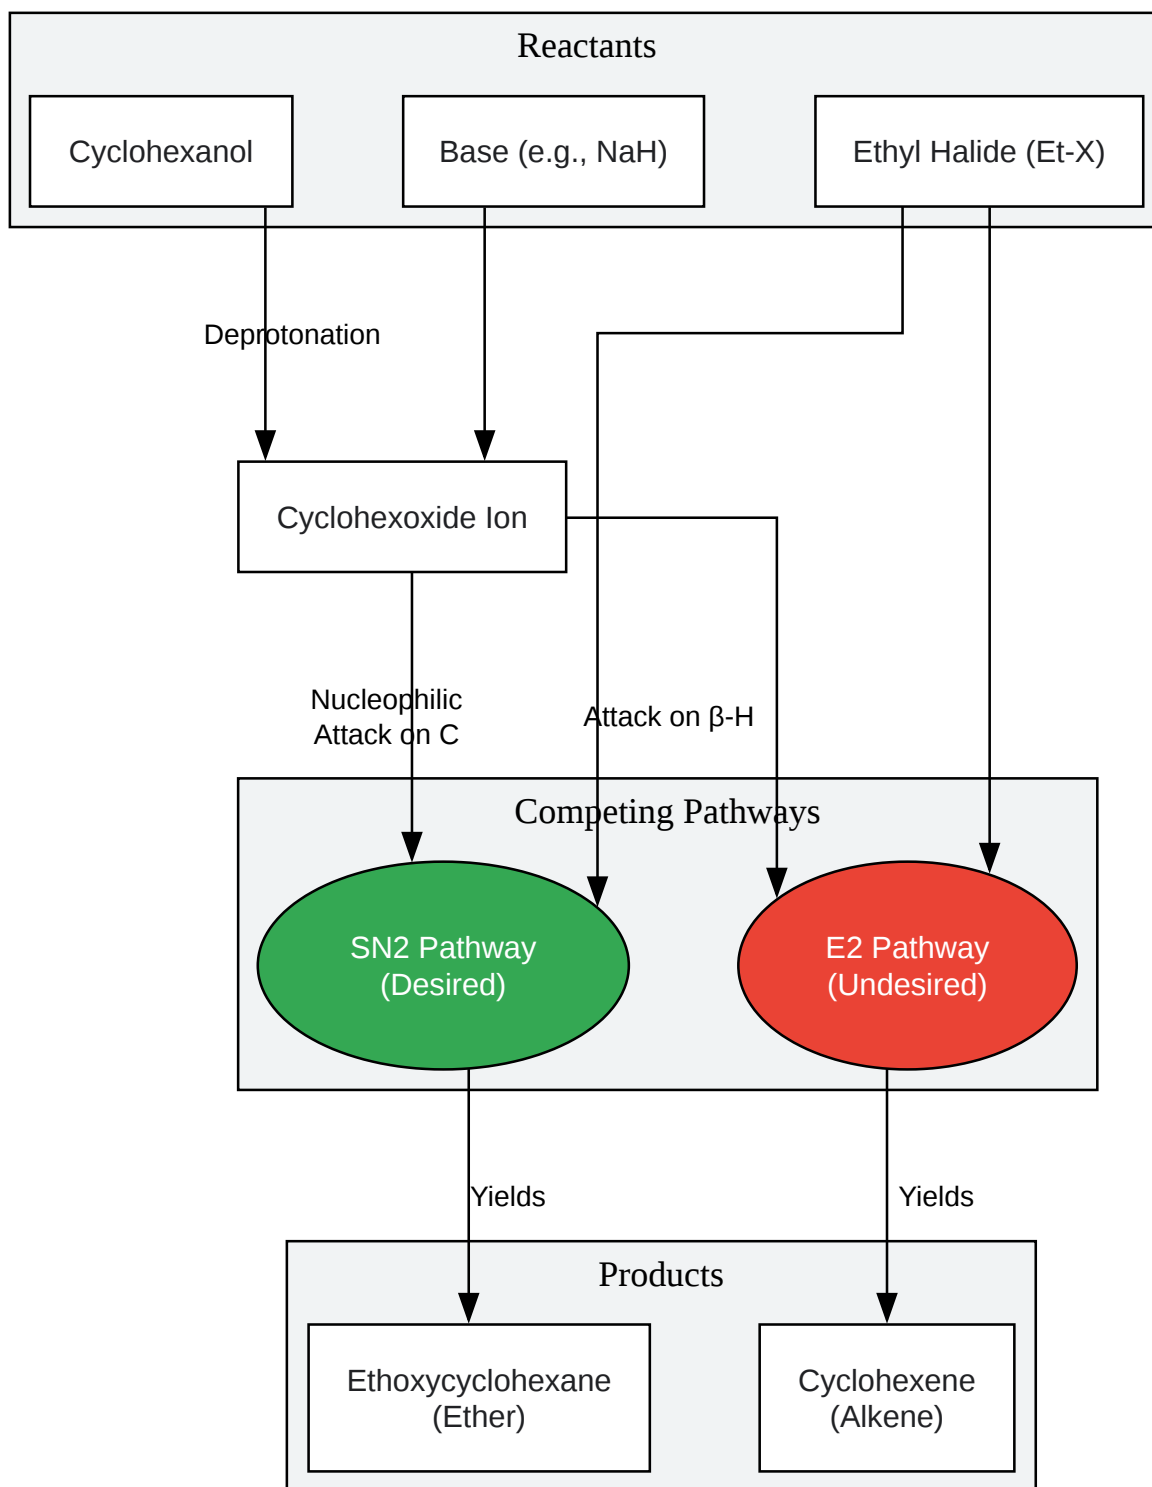 Reactants
Cyclohexanol
Base (e.g., NaH)
Ethyl Halide (Et-X)
Deprotonation
Cyclohexoxide Ion
Nucleophilic
Attack on C
Attack on β-H
Competing Pathways
SN2 Pathway
(Desired)
E2 Pathway
(Undesired)
Yields
Yields
Products
Ethoxycyclohexane
(Ether)
Cyclohexene
(Alkene)